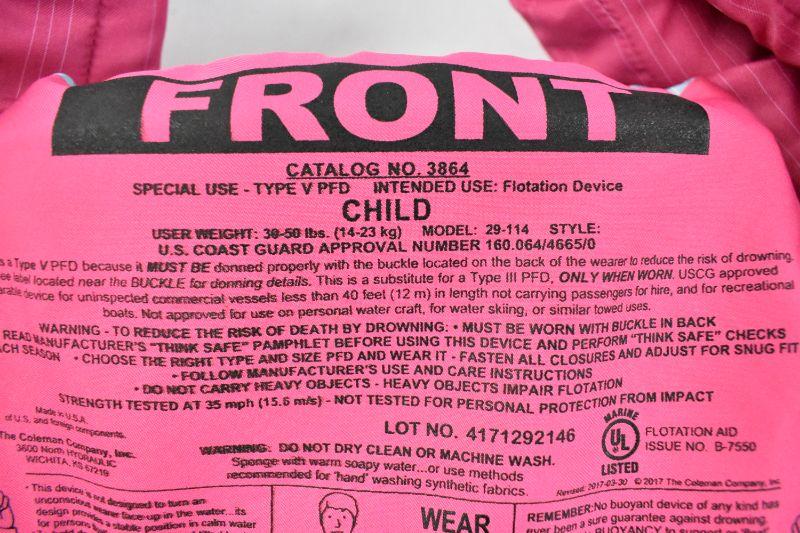 FRONT
CATALOG NO. 3864
SPECIAL USE - TYPE V PFD INTENDED USE: Flotation Device
CHILD
USER WEIGHT: 30-50 lbs. (14-23 kg) MODEL: 29-114 STYLE:
U.S. COAST GUARD APPROVAL NUMBER 160.064/4665/0
a Type V PFD because it MUST BE donned properly with the buckle located on the back of the wearer to reduce the risk of drowning.
label located near the BUCKLE for donning details. This is a substitute for a Type III PFD, ONLY WHEN WORN. USCG approved
device for uninspected commercial vessels less than 40 feet (12 m) in length not carrying passengers for hire, and for recreational
boats. Not approved for use on personal water craft, for water skiing, or similar towed uses.
WARNING - TO REDUCE THE RISK OF DEATH BY DROWNING: • MUST BE WORN WITH BUCKLE IN BACK
READ MANUFACTURER'S "THINK SAFE" PAMPHLET BEFORE USING THIS DEVICE AND PERFORM "THINK SAFE" CHECKS
SEASON • CHOOSE THE RIGHT TYPE AND SIZE PFD AND WEAR IT - FASTEN ALL CLOSURES AND ADJUST FOR SNUG FIT
• FOLLOW MANUFACTURER'S USE AND CARE INSTRUCTIONS
• DO NOT CARRY HEAVY OBJECTS - HEAVY OBJECTS IMPAIR FLOTATION
STRENGTH TESTED AT 35 mph (15.6 m/s) - NOT TESTED FOR PERSONAL PROTECTION FROM IMPACT
Made in U.S.A.
of U.S. and foreign components.
The Coleman Company, Inc.
3600 North HYDRAULIC
WICHITA, KS 67219
LOT NO. 4171292146
WARNING: DO NOT DRY CLEAN OR MACHINE WASH.
Sponge with warm soapy water...or use methods
recommended for "hand" washing synthetic fabrics.
MARINE
UL
LISTED
FLOTATION AID
ISSUE NO. B-7550
Revised: 2017-03-30 © 2017 The Coleman Company, Inc.
• This device is not designed to turn an
unconscious wearer face-up in the water...its
design provides a stable position in calm water
for persons
WEAR
REMEMBER: No buoyant device of any kind has
ever been a sure guarantee against drowning.
BUOYANCY to support